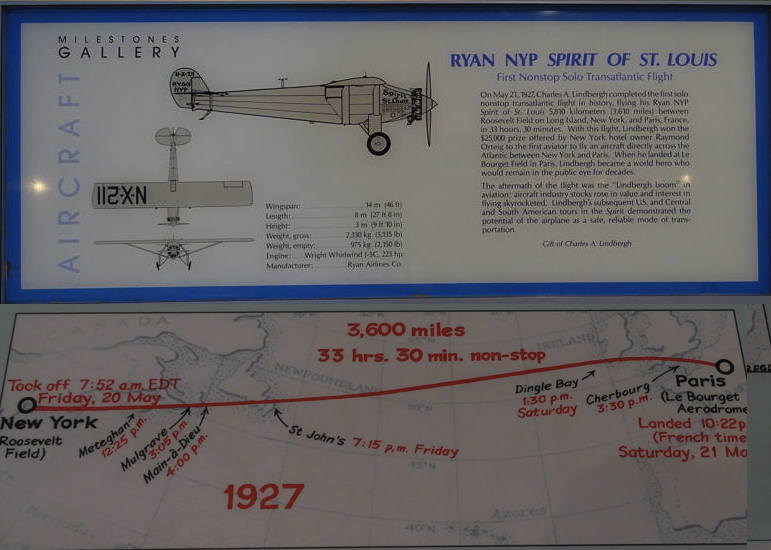 MILESTONES
GALLERY
AIRCRAFT
N-X-211
RYAN
NYP
Spirit
of
St. Louis
N-X-211
Wingspan: 14 m (46 ft)
Length: 8 m (27 ft 8 in)
Height: 3 m (9 ft 10 in)
Weight, gross: 2,330 kg (5,135 lb)
Weight, empty: 975 kg (2,150 lb)
Engine: Wright Whirlwind J-5C, 223 hp
Manufacturer: Ryan Airlines Co.
RYAN NYP SPIRIT OF ST. LOUIS
First Nonstop Solo Transatlantic Flight
On May 21, 1927, Charles A. Lindbergh completed the first solo
nonstop transatlantic flight in history, flying his Ryan NYP
Spirit of St. Louis 5,810 kilometers (3,610 miles) between
Roosevelt Field on Long Island, New York, and Paris, France,
in 33 hours, 30 minutes. With this flight, Lindbergh won the
$25,000 prize offered by New York hotel owner Raymond
Orteig to the first aviator to fly an aircraft directly across the
Atlantic between New York and Paris. When he landed at Le
Bourget Field in Paris, Lindbergh became a world hero who
would remain in the public eye for decades.
The aftermath of the flight was the "Lindbergh boom" in
aviation: aircraft industry stocks rose in value and interest in
flying skyrocketed. Lindbergh's subsequent U.S. and Central
and South American tours in the Spirit demonstrated the
potential of the airplane as a safe, reliable mode of trans-
portation.
Gift of Charles A. Lindbergh
CANADA
3,600 miles
33 hrs. 30 min. non-stop
NEWFOUNDLAND
IRELAND
Took off 7:52 a.m. EDT
Friday, 20 May
New York
Roosevelt
Field)
Meteghan
12:25 p.m.
Mulgrave
3:05 p.m.
Main-à-Dieu
4:00 p.m.
St John's 7:15 p.m. Friday
Dingle Bay
1:30 p.m.
Saturday
Cherbourg
3:30 p.m.
Paris
(Le Bourget
Aerodrome
Landed 10:22p
(French time
Saturday, 21 Ma
50°N
45°N
40°N
1927
Azores
Bermuda